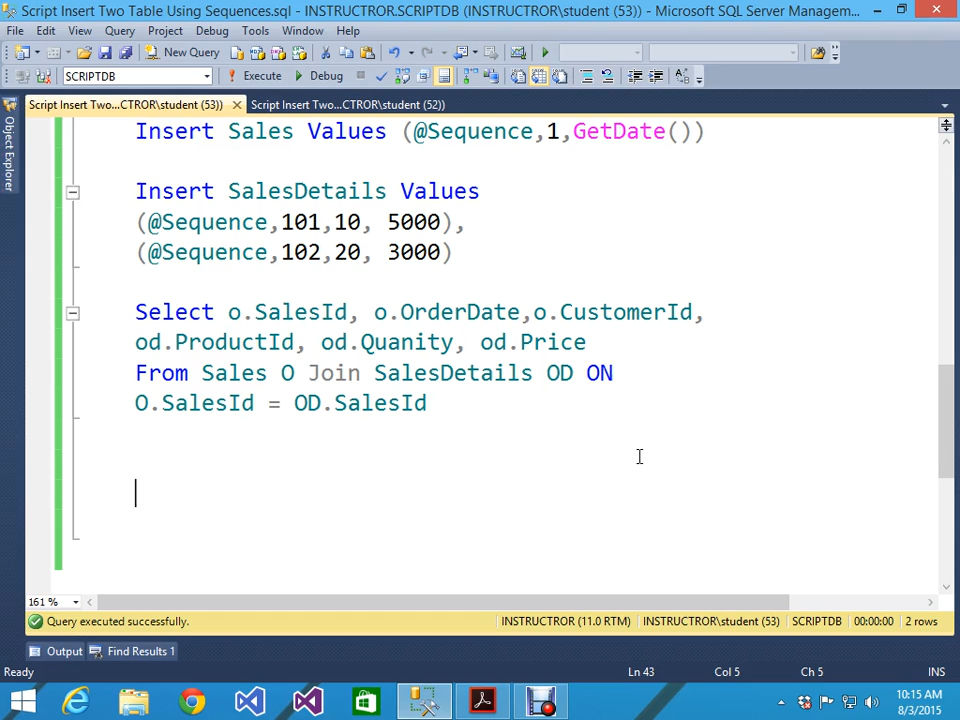 Script Insert Two Table Using Sequences.sql - INSTRUCTROR.SCRIPTDB (INSTRUCTROR\student (53)) - Microsoft SQL Server Managem...
File Edit View Query Project Debug Tools Window Help
New Query
SCRIPTDB Execute Debug
Script Insert Two...CTROR\student (53)) Script Insert Two...CTROR\student (52))
Object Explorer
Insert Sales Values (@Sequence,1,GetDate())
Insert SalesDetails Values
(@Sequence,101,10, 5000),
(@Sequence,102,20, 3000)
Select o.SalesId, o.OrderDate,o.CustomerId,
od.ProductId, od.Quanity, od.Price
From Sales O Join SalesDetails OD ON
O.SalesId = OD.SalesId
161 %
Query executed successfully. INSTRUCTROR (11.0 RTM) INSTRUCTROR\student (53) SCRIPTDB 00:00:00 2 rows
Output Find Results 1
Ready Ln 43 Col 5 Ch 5 INS
10:15 AM
8/3/2015